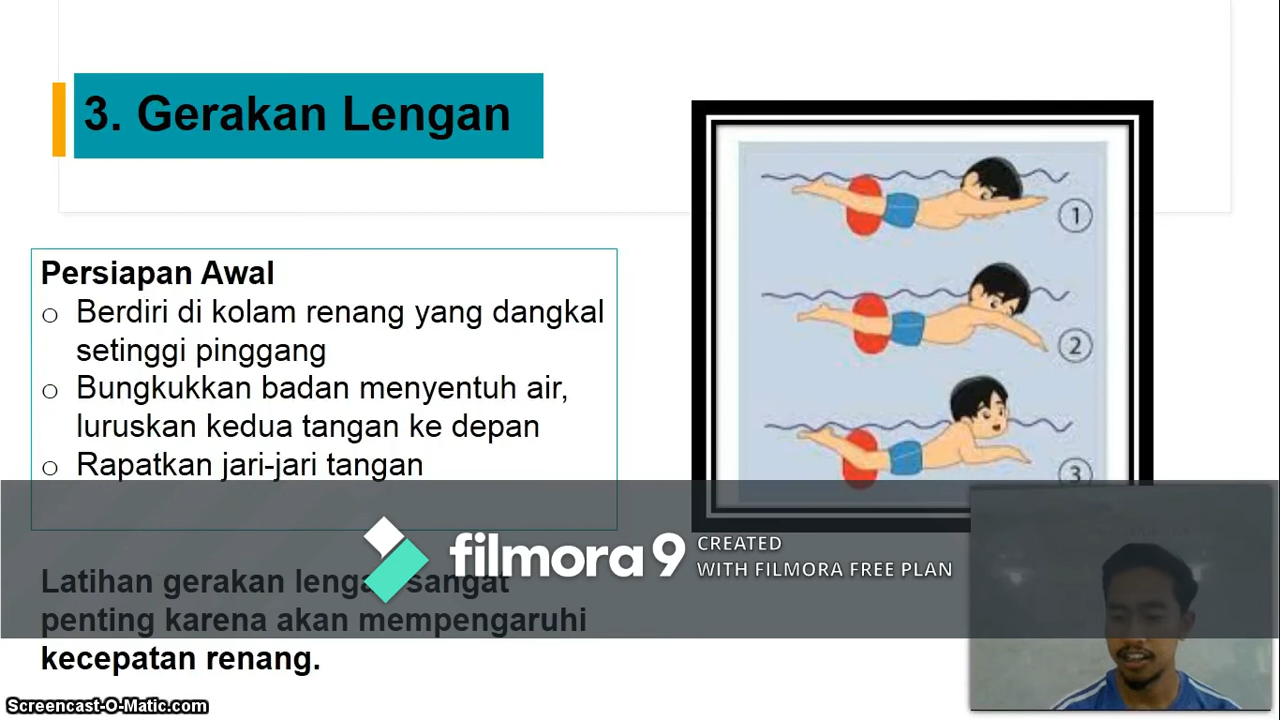 3. Gerakan Lengan
Persiapan Awal
○ Berdiri di kolam renang yang dangkal
setinggi pinggang
○ Bungkukkan badan menyentuh air,
luruskan kedua tangan ke depan
○ Rapatkan jari-jari tangan
Latihan gerakan lengan sangat
penting karena akan mempengaruhi
kecepatan renang.
1
2
3
filmora 9
CREATED
WITH FILMORA FREE PLAN
Screencast-O-Matic.com